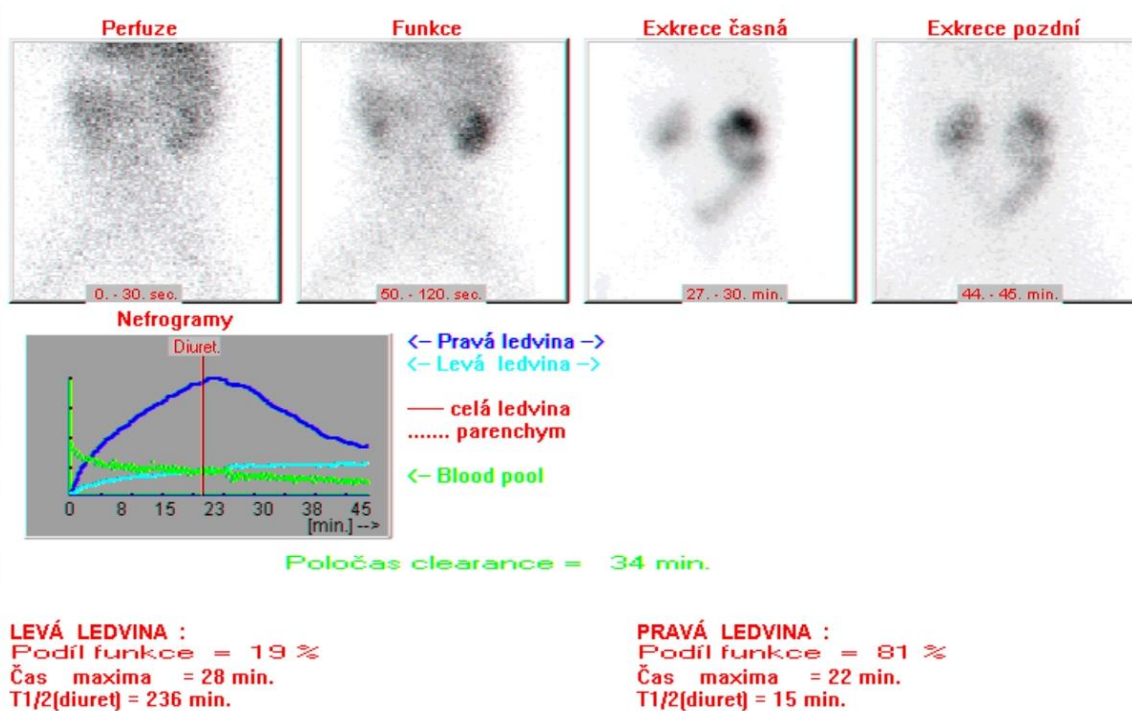 Perfuze
Funkce
Exkrece časná
Exkrece pozdní
0. - 30. sec.
60. - 120. sec.
27. - 30. min.
44. - 45. min.
Nefrogramy
Diuret.
<– Pravá ledvina –>
<– Levá ledvina –>
—— celá ledvina
....... parenchym
<– Blood pool
0 8 15 23 30 38 45
[min.] -->
Poločas clearance = 34 min.
LEVÁ LEDVINA :
Podíl funkce = 19 %
Čas maxima = 28 min.
T1/2(diuret) = 236 min.
PRAVÁ LEDVINA :
Podíl funkce = 81 %
Čas maxima = 22 min.
T1/2(diuret) = 15 min.